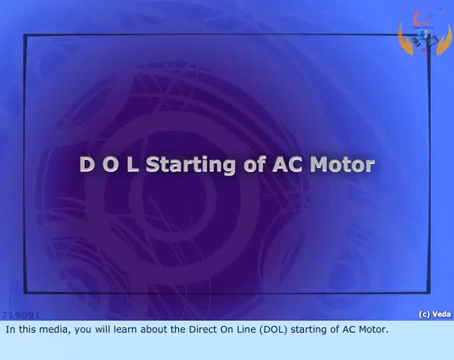 D O L Starting of AC Motor
719091
(c) Veda
In this media, you will learn about the Direct On Line (DOL) starting of AC Motor.